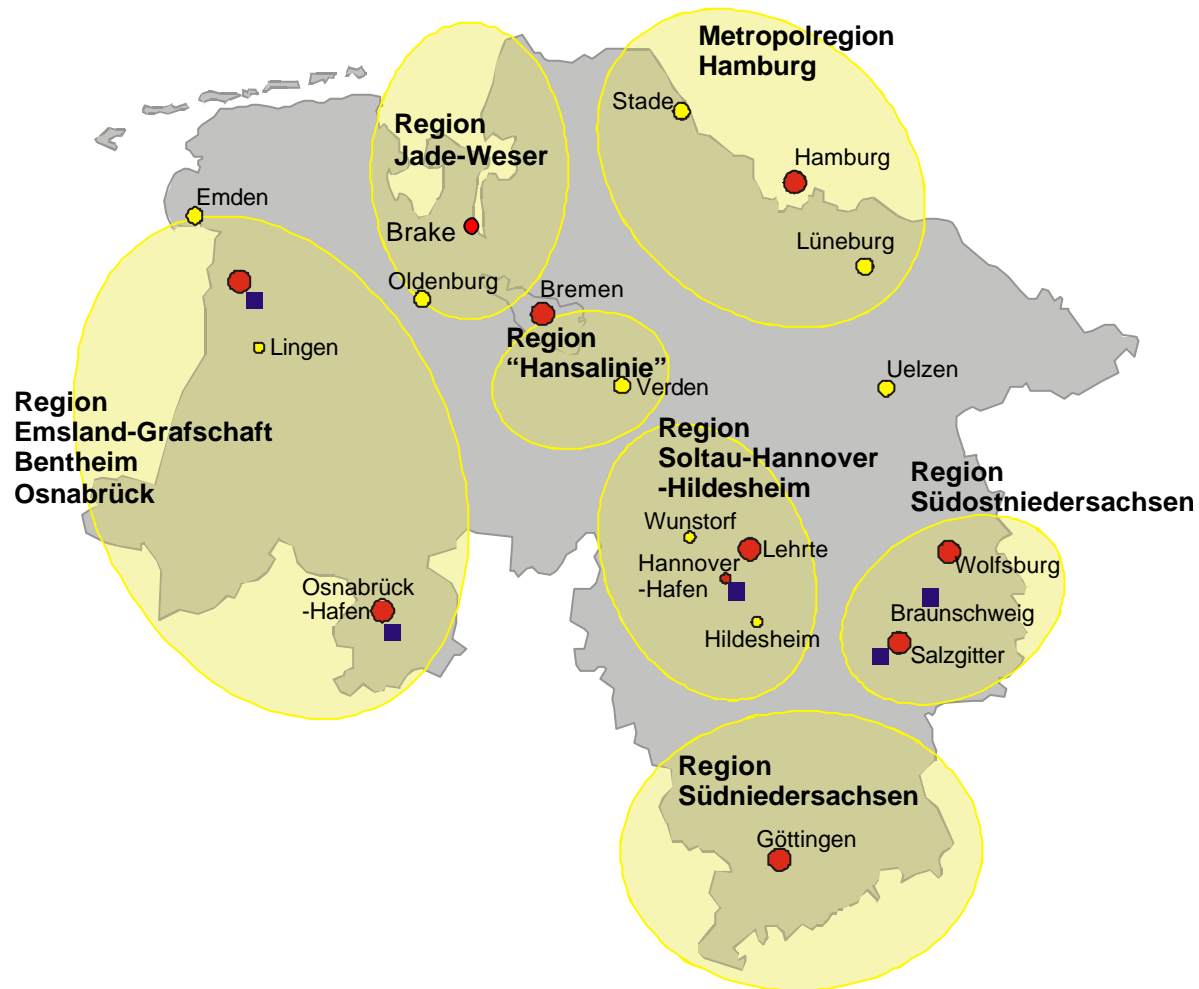 Metropolregion
Hamburg
Stade
Region
Jade-Weser
Hamburg
Emden
Brake
Lüneburg
Oldenburg
Bremen
Region
“Hansalinie”
Lingen
Verden
Uelzen
Region
Emsland-Grafschaft
Bentheim
Osnabrück
Region
Soltau-Hannover
-Hildesheim
Region
Südostniedersachsen
Wunstorf
Lehrte
Hannover
-Hafen
Wolfsburg
Osnabrück
-Hafen
Braunschweig
Hildesheim
Salzgitter
Region
Südniedersachsen
Göttingen